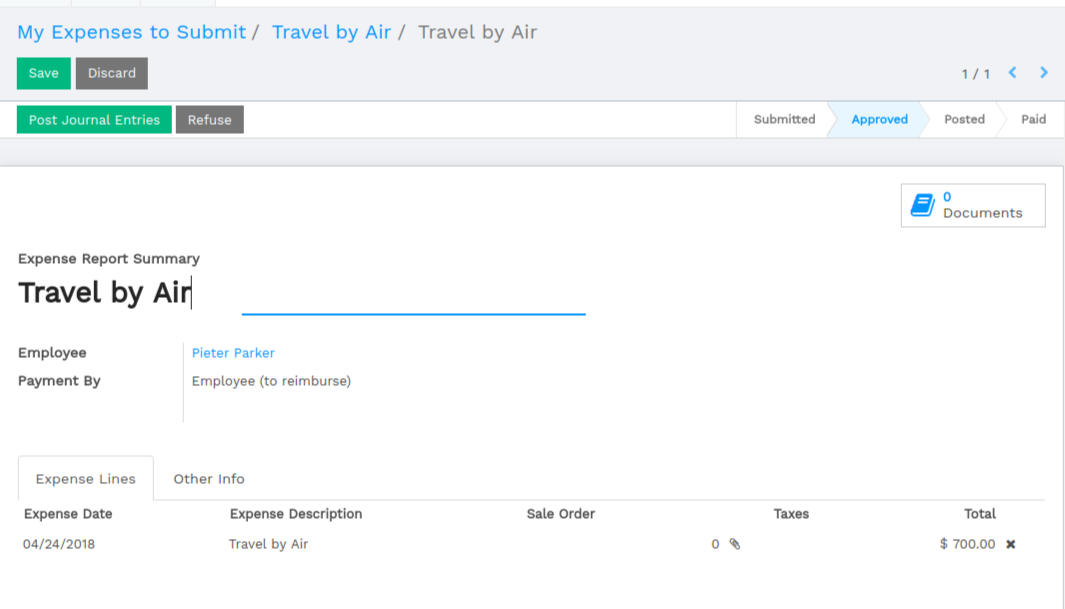 My Expenses to Submit / Travel by Air / Travel by Air
Save Discard 1 / 1
Post Journal Entries Refuse Submitted Approved Posted Paid
0
Documents
Expense Report Summary
Travel by Air
Employee Pieter Parker
Payment By Employee (to reimburse)
Expense Lines Other Info
Expense Date Expense Description Sale Order Taxes Total
04/24/2018 Travel by Air 0 $ 700.00